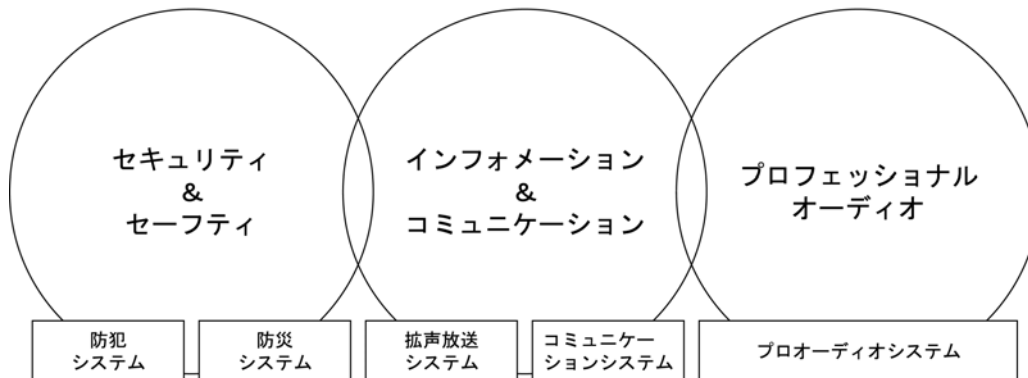 セキュリティ
&
セーフティ
インフォメーション
&
コミュニケーション
プロフェッショナル
オーディオ
防犯
システム
防災
システム
拡声放送
システム
コミュニケー
ションシステム
プロオーディオシステム